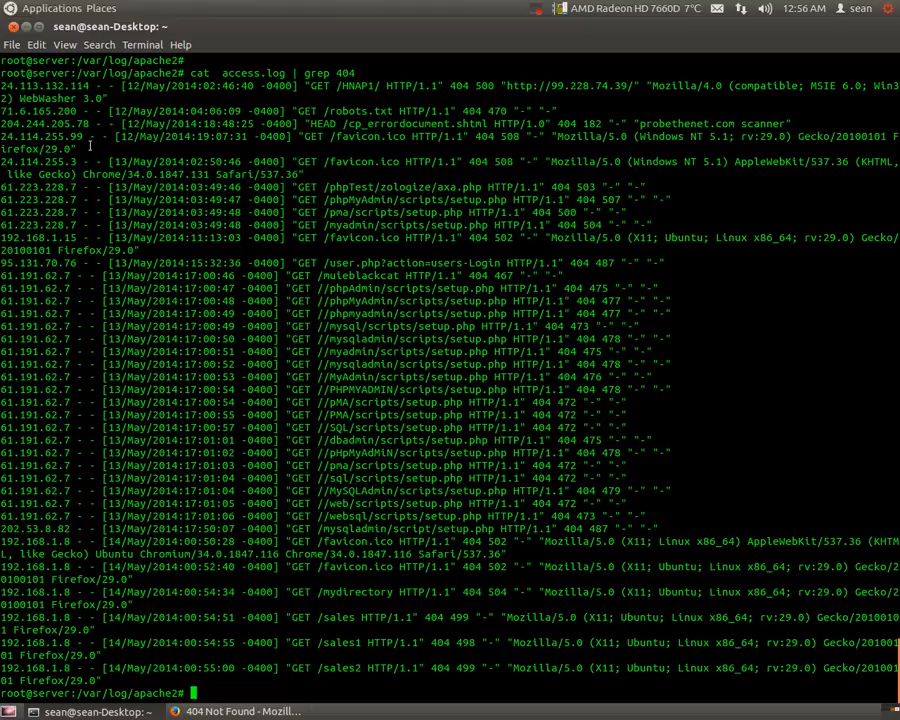 Applications Places AMD Radeon HD 7660D 7°C 12:56 AM sean
sean@sean-Desktop: ~
File Edit View Search Terminal Help
root@server:/var/log/apache2#
root@server:/var/log/apache2# cat  access.log | grep 404
24.113.132.114 - - [12/May/2014:02:46:40 -0400] "GET /HNAP1/ HTTP/1.1" 404 500 "http://99.228.74.39/" "Mozilla/4.0 (compatible; MSIE 6.0; Win3
2) WebWasher 3.0"
71.6.165.200 - - [12/May/2014:04:06:09 -0400] "GET /robots.txt HTTP/1.1" 404 470 "-" "-"
204.244.205.78 - - [12/May/2014:18:48:25 -0400] "HEAD /cp_errordocument.shtml HTTP/1.0" 404 182 "-" "probethenet.com scanner"
24.114.255.99 - - [12/May/2014:19:07:31 -0400] "GET /favicon.ico HTTP/1.1" 404 508 "-" "Mozilla/5.0 (Windows NT 5.1; rv:29.0) Gecko/20100101 F
irefox/29.0"
24.114.255.3 - - [13/May/2014:02:50:46 -0400] "GET /favicon.ico HTTP/1.1" 404 508 "-" "Mozilla/5.0 (Windows NT 5.1) AppleWebKit/537.36 (KHTML,
like Gecko) Chrome/34.0.1847.131 Safari/537.36"
61.223.228.7 - - [13/May/2014:03:49:46 -0400] "GET /phpTest/zologize/axa.php HTTP/1.1" 404 503 "-" "-"
61.223.228.7 - - [13/May/2014:03:49:47 -0400] "GET /phpMyAdmin/scripts/setup.php HTTP/1.1" 404 507 "-" "-"
61.223.228.7 - - [13/May/2014:03:49:48 -0400] "GET /pma/scripts/setup.php HTTP/1.1" 404 500 "-" "-"
61.223.228.7 - - [13/May/2014:03:49:48 -0400] "GET /myadmin/scripts/setup.php HTTP/1.1" 404 504 "-" "-"
192.168.1.15 - - [13/May/2014:11:13:03 -0400] "GET /favicon.ico HTTP/1.1" 404 502 "-" "Mozilla/5.0 (X11; Ubuntu; Linux x86_64; rv:29.0) Gecko/
20100101 Firefox/29.0"
95.131.70.76 - - [13/May/2014:15:32:36 -0400] "GET /user.php?action=users-Login HTTP/1.1" 404 487 "-" "-"
61.191.62.7 - - [13/May/2014:17:00:46 -0400] "GET /muieblackcat HTTP/1.1" 404 467 "-" "-"
61.191.62.7 - - [13/May/2014:17:00:47 -0400] "GET //phpAdmin/scripts/setup.php HTTP/1.1" 404 475 "-" "-"
61.191.62.7 - - [13/May/2014:17:00:48 -0400] "GET //phpMyAdmin/scripts/setup.php HTTP/1.1" 404 477 "-" "-"
61.191.62.7 - - [13/May/2014:17:00:49 -0400] "GET //phpmyadmin/scripts/setup.php HTTP/1.1" 404 477 "-" "-"
61.191.62.7 - - [13/May/2014:17:00:49 -0400] "GET //mysql/scripts/setup.php HTTP/1.1" 404 473 "-" "-"
61.191.62.7 - - [13/May/2014:17:00:50 -0400] "GET //mysqladmin/scripts/setup.php HTTP/1.1" 404 478 "-" "-"
61.191.62.7 - - [13/May/2014:17:00:51 -0400] "GET //myadmin/scripts/setup.php HTTP/1.1" 404 475 "-" "-"
61.191.62.7 - - [13/May/2014:17:00:52 -0400] "GET //mysqladmin/scripts/setup.php HTTP/1.1" 404 478 "-" "-"
61.191.62.7 - - [13/May/2014:17:00:53 -0400] "GET //MyAdmin/scripts/setup.php HTTP/1.1" 404 476 "-" "-"
61.191.62.7 - - [13/May/2014:17:00:54 -0400] "GET //PHPMYADMIN/scripts/setup.php HTTP/1.1" 404 478 "-" "-"
61.191.62.7 - - [13/May/2014:17:00:54 -0400] "GET //pMA/scripts/setup.php HTTP/1.1" 404 472 "-" "-"
61.191.62.7 - - [13/May/2014:17:00:55 -0400] "GET //PMA/scripts/setup.php HTTP/1.1" 404 472 "-" "-"
61.191.62.7 - - [13/May/2014:17:00:57 -0400] "GET //SQL/scripts/setup.php HTTP/1.1" 404 472 "-" "-"
61.191.62.7 - - [13/May/2014:17:01:01 -0400] "GET //dbadmin/scripts/setup.php HTTP/1.1" 404 475 "-" "-"
61.191.62.7 - - [13/May/2014:17:01:02 -0400] "GET //pHpMyAdMiN/scripts/setup.php HTTP/1.1" 404 478 "-" "-"
61.191.62.7 - - [13/May/2014:17:01:03 -0400] "GET //pma/scripts/setup.php HTTP/1.1" 404 472 "-" "-"
61.191.62.7 - - [13/May/2014:17:01:04 -0400] "GET //sql/scripts/setup.php HTTP/1.1" 404 472 "-" "-"
61.191.62.7 - - [13/May/2014:17:01:04 -0400] "GET //MySQLAdmin/scripts/setup.php HTTP/1.1" 404 479 "-" "-"
61.191.62.7 - - [13/May/2014:17:01:05 -0400] "GET //web/scripts/setup.php HTTP/1.1" 404 472 "-" "-"
61.191.62.7 - - [13/May/2014:17:01:06 -0400] "GET //websql/scripts/setup.php HTTP/1.1" 404 473 "-" "-"
202.53.8.82 - - [13/May/2014:17:50:07 -0400] "GET /mysqladmin/script/setup.php HTTP/1.1" 404 487 "-" "-"
192.168.1.8 - - [14/May/2014:00:50:28 -0400] "GET /favicon.ico HTTP/1.1" 404 502 "-" "Mozilla/5.0 (X11; Linux x86_64) AppleWebKit/537.36 (KHTM
L, like Gecko) Ubuntu Chromium/34.0.1847.116 Chrome/34.0.1847.116 Safari/537.36"
192.168.1.8 - - [14/May/2014:00:52:40 -0400] "GET /favicon.ico HTTP/1.1" 404 502 "-" "Mozilla/5.0 (X11; Ubuntu; Linux x86_64; rv:29.0) Gecko/2
0100101 Firefox/29.0"
192.168.1.8 - - [14/May/2014:00:54:34 -0400] "GET /mydirectory HTTP/1.1" 404 504 "-" "Mozilla/5.0 (X11; Ubuntu; Linux x86_64; rv:29.0) Gecko/2
0100101 Firefox/29.0"
192.168.1.8 - - [14/May/2014:00:54:51 -0400] "GET /sales HTTP/1.1" 404 499 "-" "Mozilla/5.0 (X11; Ubuntu; Linux x86_64; rv:29.0) Gecko/2010010
1 Firefox/29.0"
192.168.1.8 - - [14/May/2014:00:54:55 -0400] "GET /sales1 HTTP/1.1" 404 498 "-" "Mozilla/5.0 (X11; Ubuntu; Linux x86_64; rv:29.0) Gecko/201001
01 Firefox/29.0"
192.168.1.8 - - [14/May/2014:00:55:00 -0400] "GET /sales2 HTTP/1.1" 404 499 "-" "Mozilla/5.0 (X11; Ubuntu; Linux x86_64; rv:29.0) Gecko/201001
01 Firefox/29.0"
root@server:/var/log/apache2#
sean@sean-Desktop: ~ 404 Not Found - Mozill...